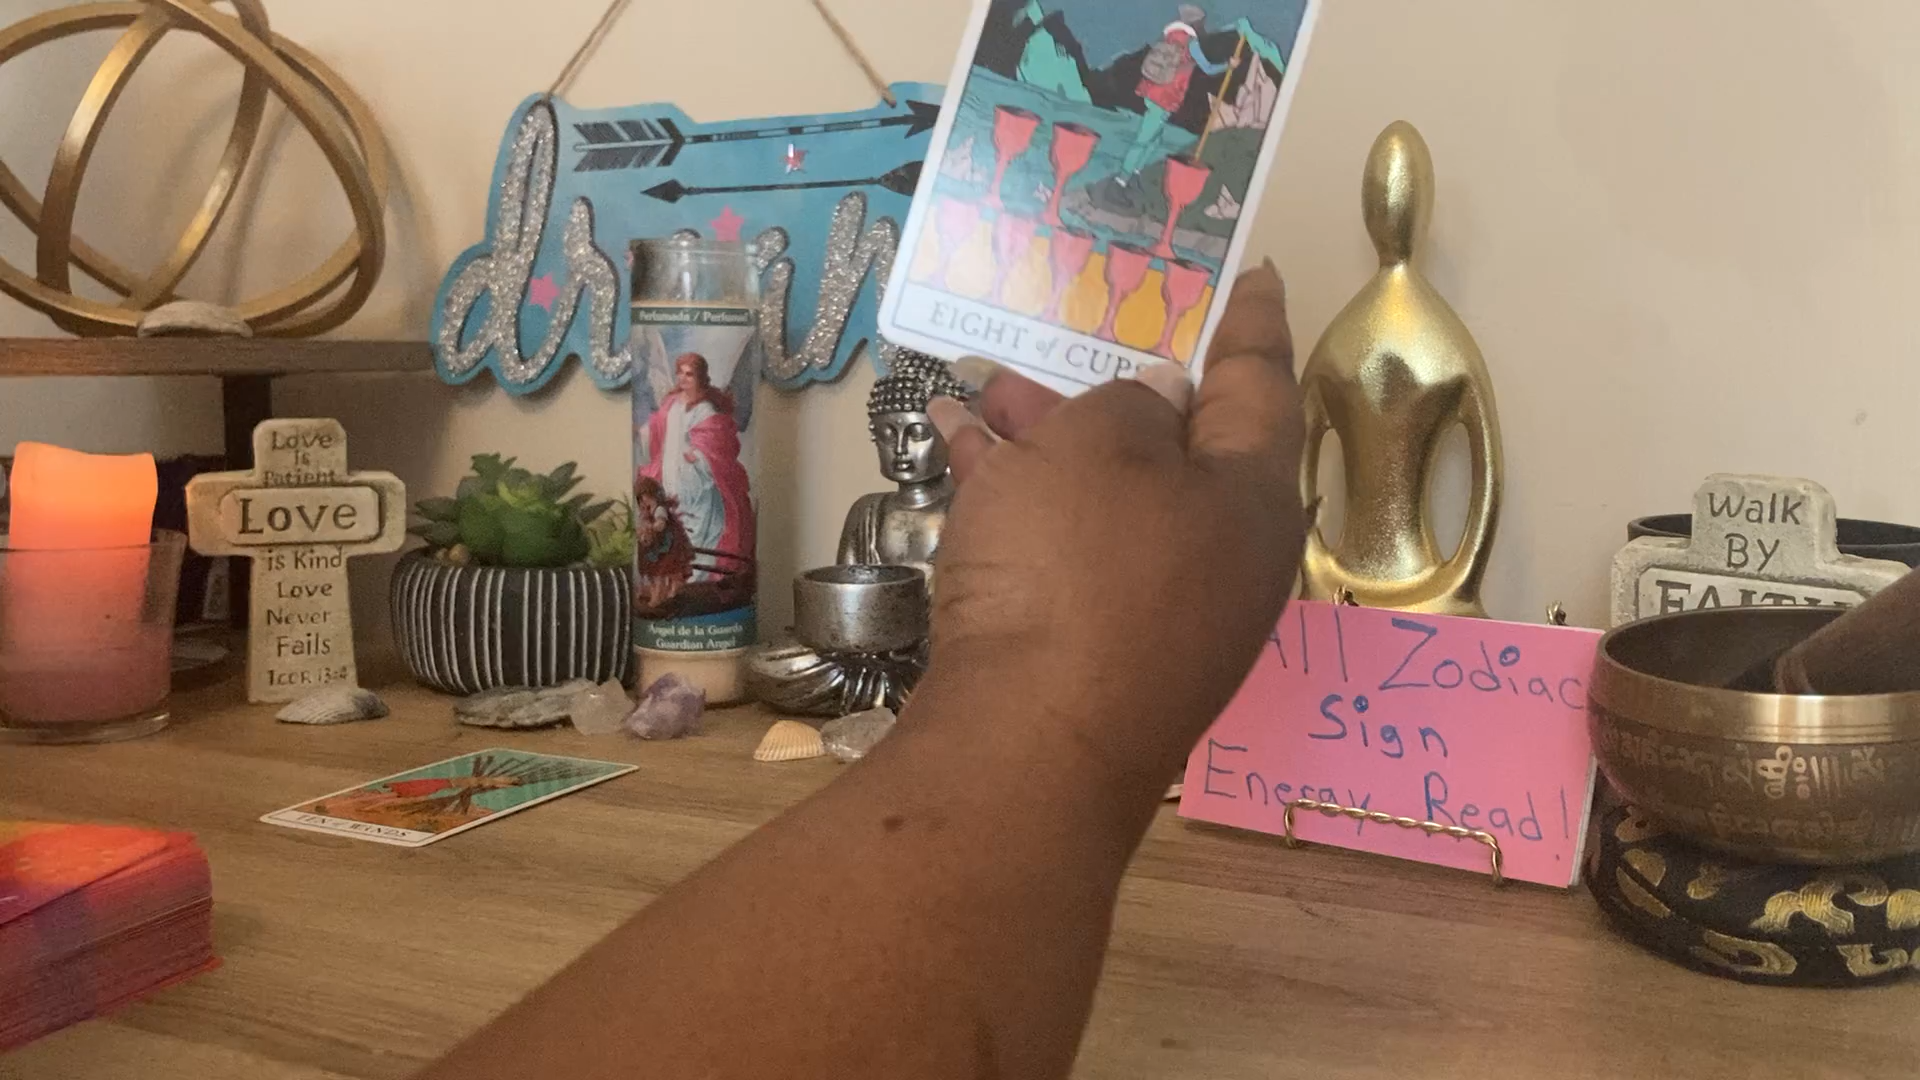 EIGHT of CUPS
Perfumada / Perfumed
Love
Is
Patient
Love
is Kind
Love
Never
Fails
1 COR 13:4
Angel de la Guarda
Guardian Angel
TEN of WANDS
All Zodiac
Sign
Energy Read!
Walk
BY
FAITH